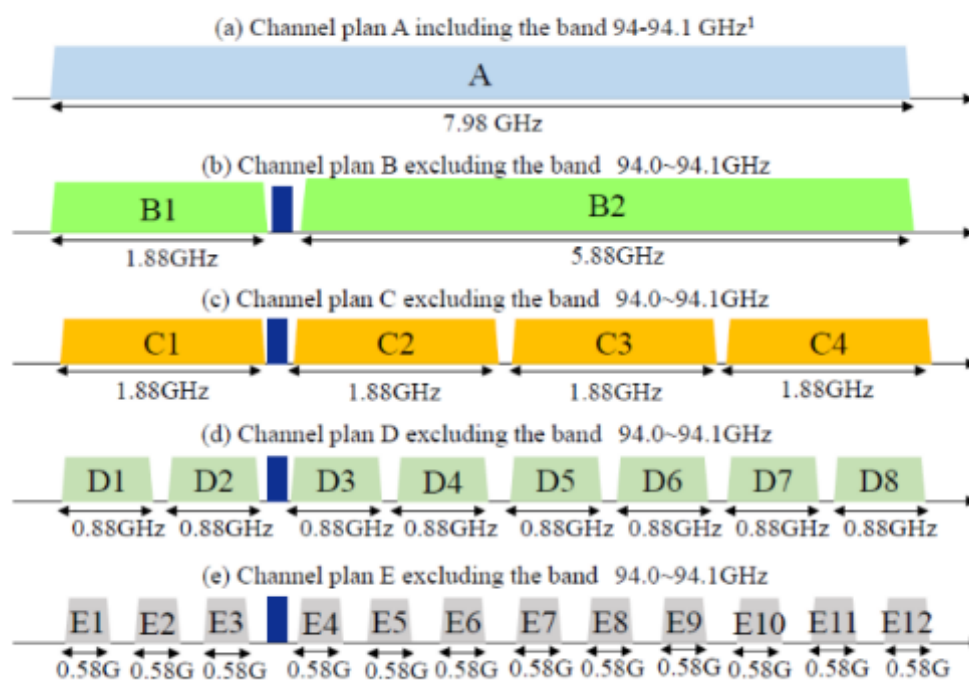 (a) Channel plan A including the band 94-94.1 GHz¹
A
7.98 GHz
(b) Channel plan B excluding the band 94.0~94.1GHz
B1 B2
1.88GHz 5.88GHz
(c) Channel plan C excluding the band 94.0~94.1GHz
C1 C2 C3 C4
1.88GHz 1.88GHz 1.88GHz 1.88GHz
(d) Channel plan D excluding the band 94.0~94.1GHz
D1 D2 D3 D4 D5 D6 D7 D8
0.88GHz 0.88GHz 0.88GHz 0.88GHz 0.88GHz 0.88GHz 0.88GHz 0.88GHz
(e) Channel plan E excluding the band 94.0~94.1GHz
E1 E2 E3 E4 E5 E6 E7 E8 E9 E10 E11 E12
0.58G 0.58G 0.58G 0.58G 0.58G 0.58G 0.58G 0.58G 0.58G 0.58G 0.58G 0.58G